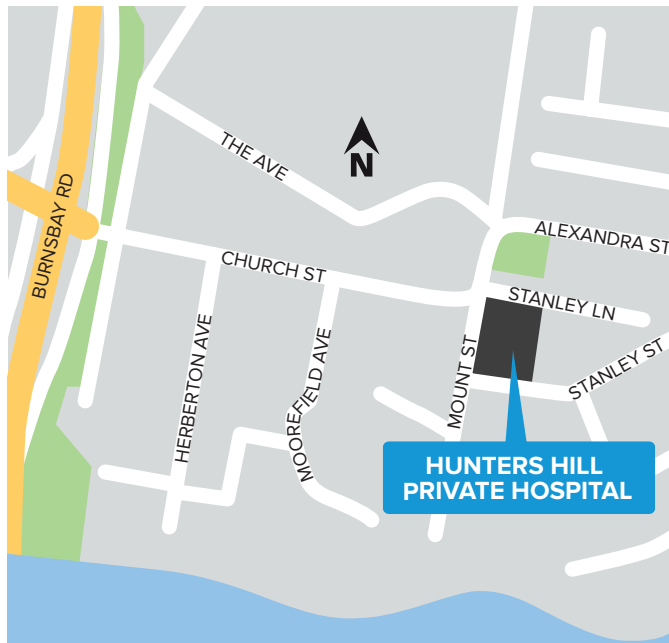 THE AVE
N
ALEXANDRA ST
BURNSBAY RD
CHURCH ST
STANLEY LN
HERBERTON AVE
MOOREFIELD AVE
MOUNT ST
STANLEY ST
HUNTERS HILL
PRIVATE HOSPITAL